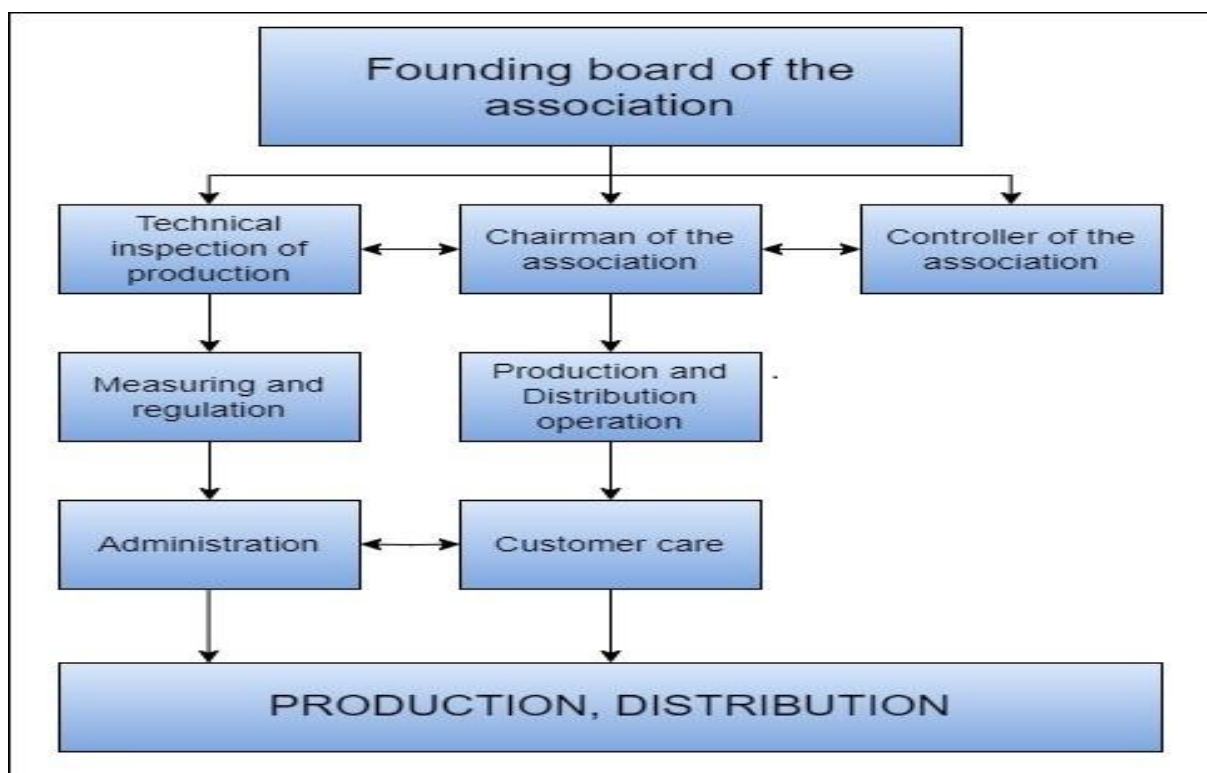 Founding board of the
association
Technical
inspection of
production
Chairman of the
association
Controller of the
association
Measuring and
regulation
Production and
Distribution
operation
.
Administration
Customer care
PRODUCTION, DISTRIBUTION